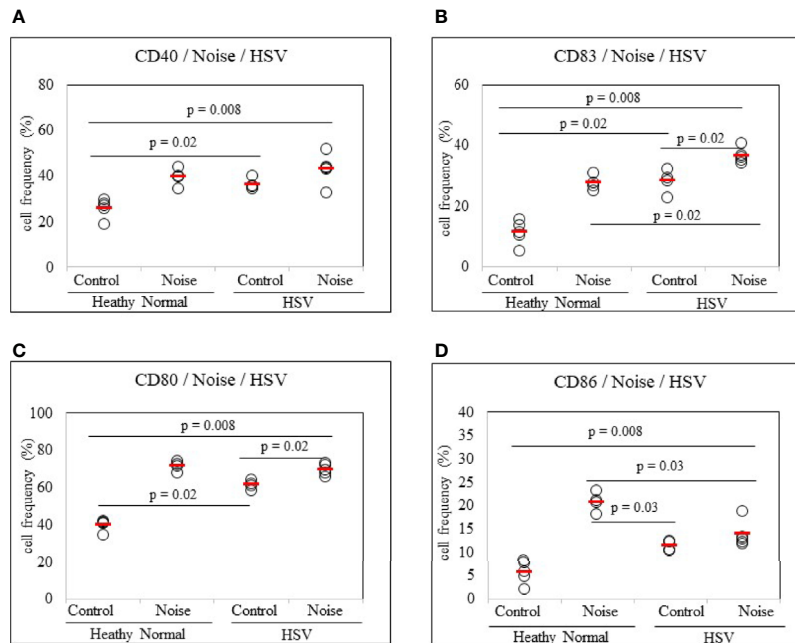 A
CD40 / Noise / HSV
cell frequency (%)
80
60
40
20
0
p = 0.008
p = 0.02
Control Noise Control Noise
Heathy Normal HSV
B
CD83 / Noise / HSV
cell frequency (%)
60
40
20
0
p = 0.008
p = 0.02
p = 0.02
p = 0.02
Control Noise Control Noise
Heathy Normal HSV
C
CD80 / Noise / HSV
cell frequency (%)
100
80
60
40
20
0
p = 0.008
p = 0.02
p = 0.02
Control Noise Control Noise
Heathy Normal HSV
D
CD86 / Noise / HSV
cell frequency (%)
40
35
30
25
20
15
10
5
0
p = 0.008
p = 0.03
p = 0.03
Control Noise Control Noise
Heathy Normal HSV